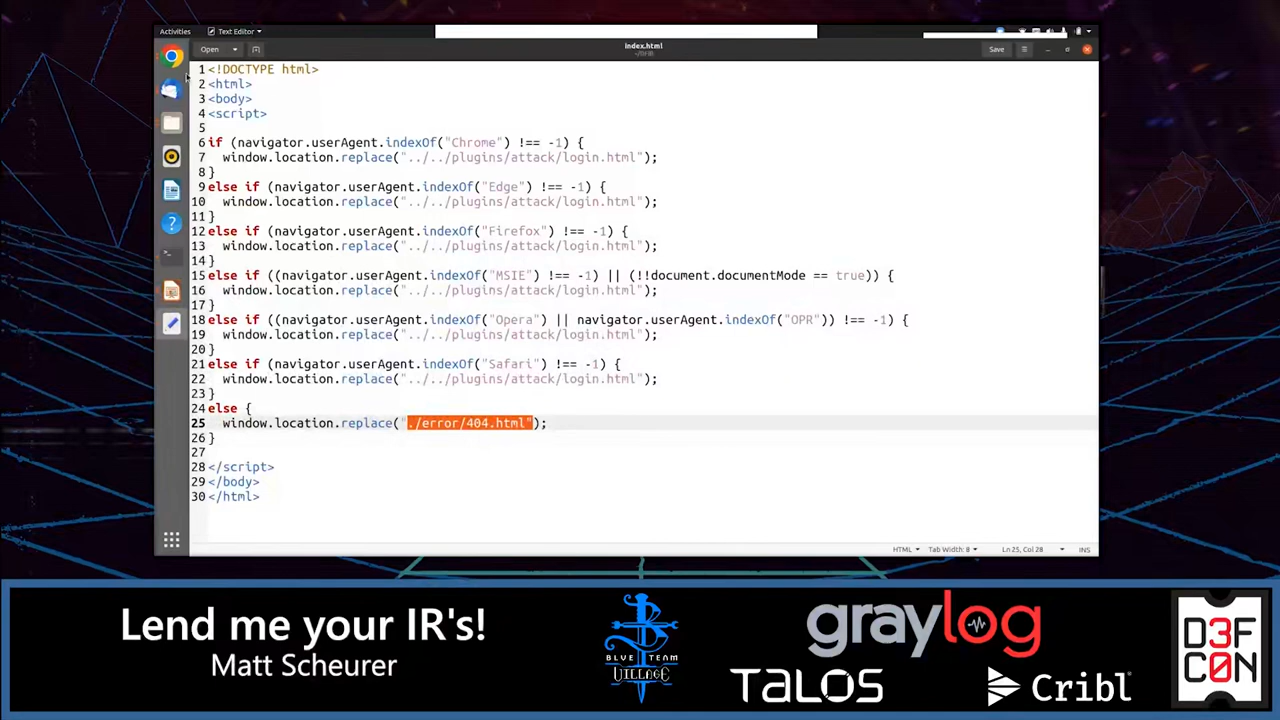 Activities
Text Editor
Open
index.html
~/DFIR
Save
1 <!DOCTYPE html>
2 <html>
3 <body>
4 <script>
5
6 if (navigator.userAgent.indexOf("Chrome") !== -1) {
7   window.location.replace("../../plugins/attack/login.html");
8 }
9 else if (navigator.userAgent.indexOf("Edge") !== -1) {
10   window.location.replace("../../plugins/attack/login.html");
11 }
12 else if (navigator.userAgent.indexOf("Firefox") !== -1) {
13   window.location.replace("../../plugins/attack/login.html");
14 }
15 else if ((navigator.userAgent.indexOf("MSIE") !== -1) || (!!document.documentMode == true)) {
16   window.location.replace("../../plugins/attack/login.html");
17 }
18 else if ((navigator.userAgent.indexOf("Opera") || navigator.userAgent.indexOf("OPR")) !== -1) {
19   window.location.replace("../../plugins/attack/login.html");
20 }
21 else if (navigator.userAgent.indexOf("Safari") !== -1) {
22   window.location.replace("../../plugins/attack/login.html");
23 }
24 else {
25   window.location.replace("./error/404.html");
26 }
27
28 </script>
29 </body>
30 </html>
HTML
Tab Width: 8
Ln 25, Col 28
INS
Lend me your IR's!
Matt Scheurer
BLUE TEAM
VILLAGE
graylog
TALOS
Cribl
D3F
C0N